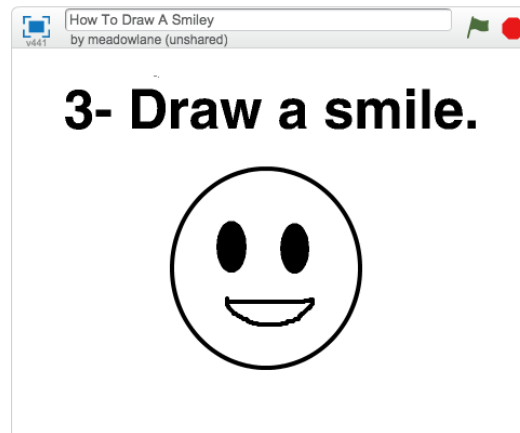 How To Draw A Smiley
by meadowlane (unshared)
v441
3- Draw a smile.